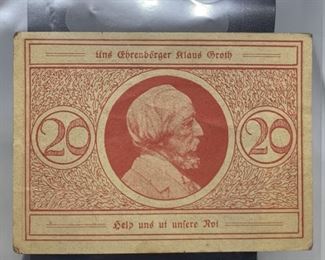 Uns Ehrenbörger Klaus Groth
20 20
Help uns ut unsere Not